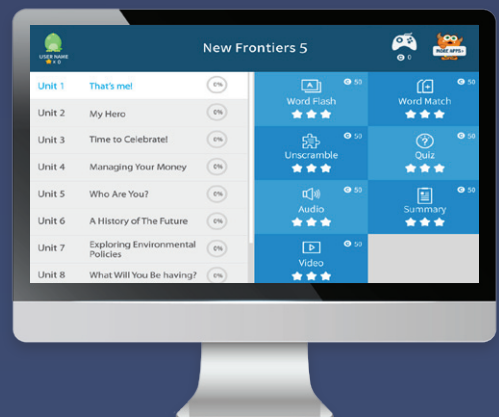 New Frontiers 5
USER NAME
x 0
0
MORE APPS+
Unit 1 That's me! 0%
Unit 2 My Hero 0%
Unit 3 Time to Celebrate! 0%
Unit 4 Managing Your Money 0%
Unit 5 Who Are You? 0%
Unit 6 A History of The Future 0%
Unit 7 Exploring Environmental
Policies 0%
Unit 8 What Will You Be having? 0%
50
Word Flash
50
Word Match
50
Unscramble
50
Quiz
50
Audio
50
Summary
50
Video